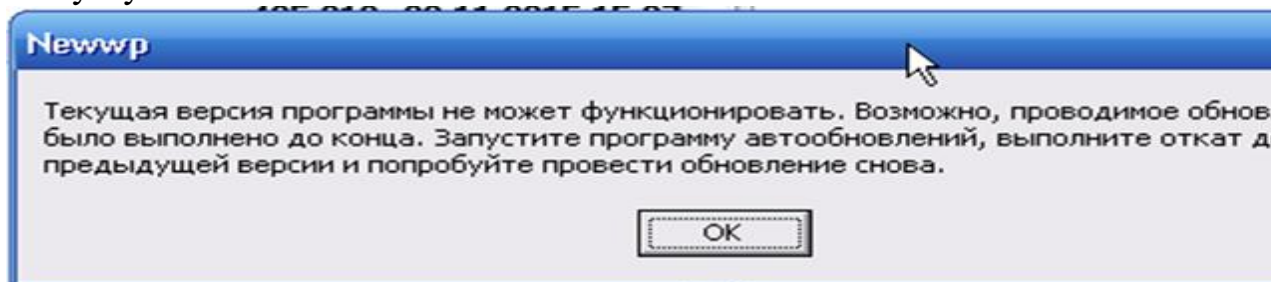 Newwp
Текущая версия программы не может функционировать. Возможно, проводимое обнов
было выполнено до конца. Запустите программу автообновлений, выполните откат д
предыдущей версии и попробуйте провести обновление снова.
OK